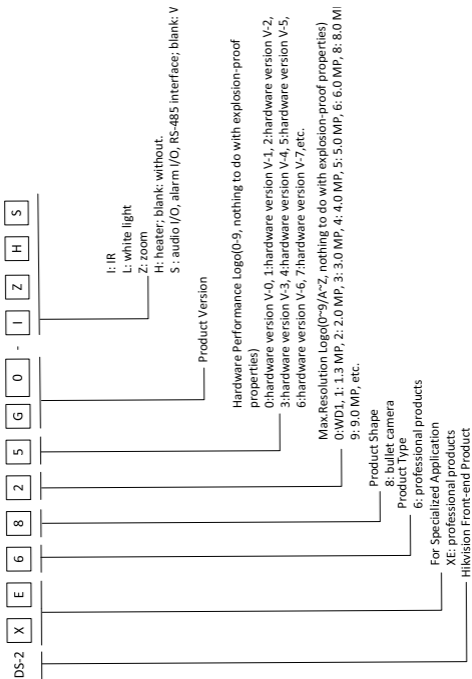 DS-2 X E 6 8 2 5 G 0 - I Z H S
I: IR
L: white light
Z: zoom
H: heater; blank: without.
S : audio I/O, alarm I/O, RS-485 interface; blank: V
Product Version
Hardware Performance Logo(0-9, nothing to do with explosion-proof
properties)
0:hardware version V-0, 1:hardware version V-1, 2:hardware version V-2,
3:hardware version V-3, 4:hardware version V-4, 5:hardware version V-5,
6:hardware version V-6, 7:hardware version V-7,etc.
Max.Resolution Logo(0~9/A~Z, nothing to do with explosion-proof properties)
0:WD1, 1: 1.3 MP, 2: 2.0 MP, 3: 3.0 MP, 4: 4.0 MP, 5: 5.0 MP, 6: 6.0 MP, 8: 8.0 MI
9: 9.0 MP, etc.
Product Shape
8: bullet camera
Product Type
6: professional products
For Specialized Application
XE: professional products
Hikvision Front-end Product